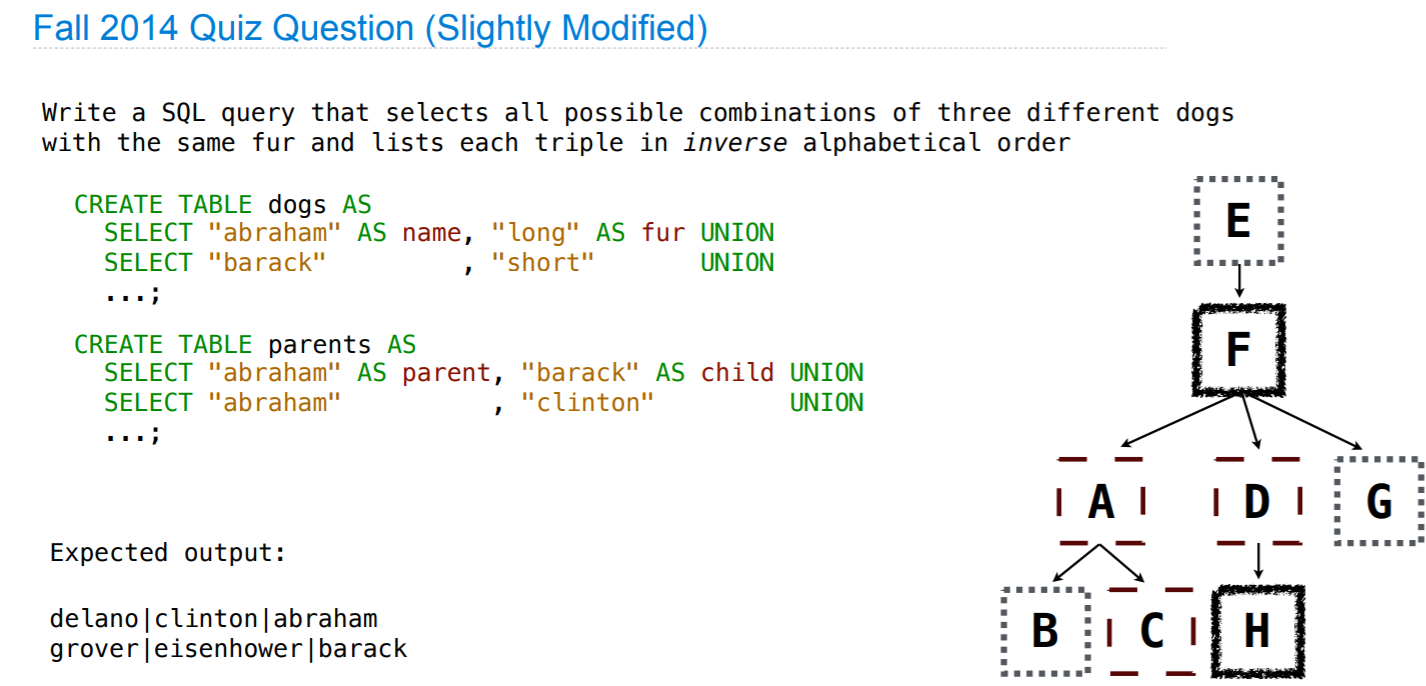 Fall 2014 Quiz Question (Slightly Modified)
Write a SQL query that selects all possible combinations of three different dogs
with the same fur and lists each triple in inverse alphabetical order
CREATE TABLE dogs AS
SELECT "abraham" AS name, "long" AS fur UNION
SELECT "barack" , "short" UNION
...;
CREATE TABLE parents AS
SELECT "abraham" AS parent, "barack" AS child UNION
SELECT "abraham" , "clinton" UNION
...;
Expected output:
delano|clinton|abraham
grover|eisenhower|barack
E
F
A D G
B C H